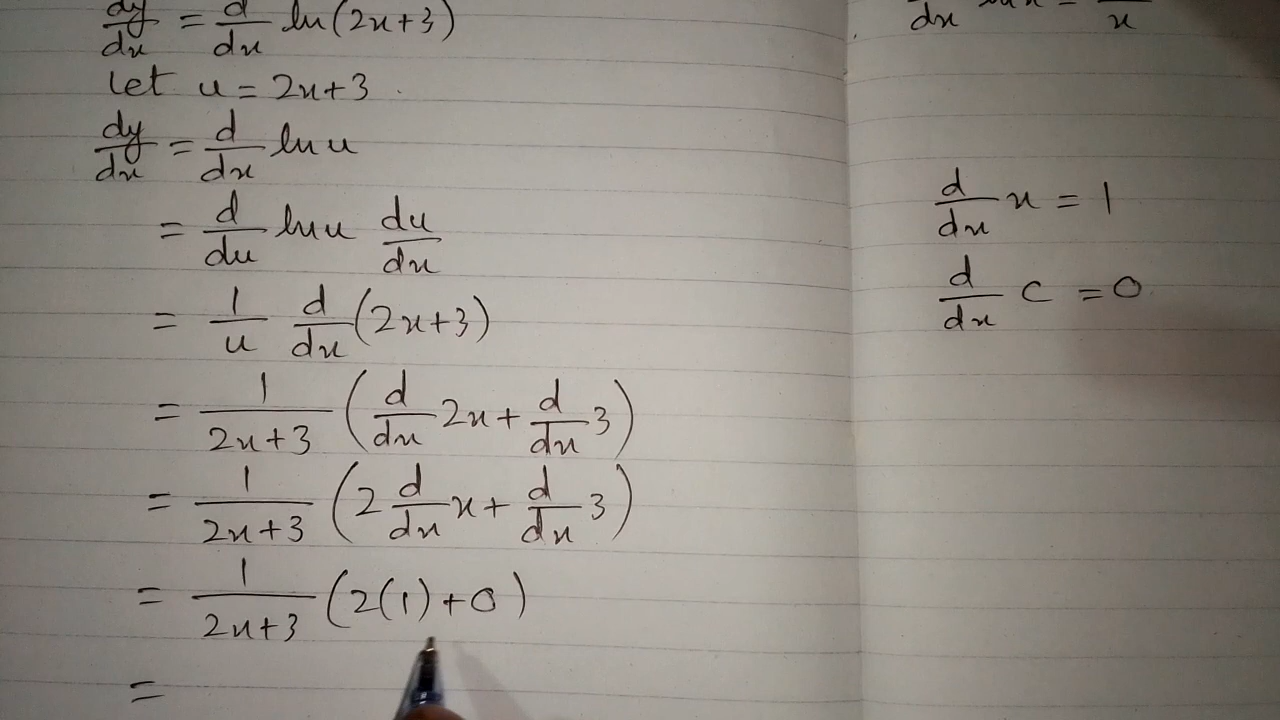 dy/dx = d/dx ln(2x+3)
Let u = 2x+3.
dy/dx = d/dx ln u
= d/du ln u du/dx
= 1/u d/dx (2x+3)
= 1/(2x+3) (d/dx 2x + d/dx 3)
= 1/(2x+3) (2 d/dx x + d/dx 3)
= 1/(2x+3) (2(1)+0)
=
d/dx x = 1
d/dx c = 0